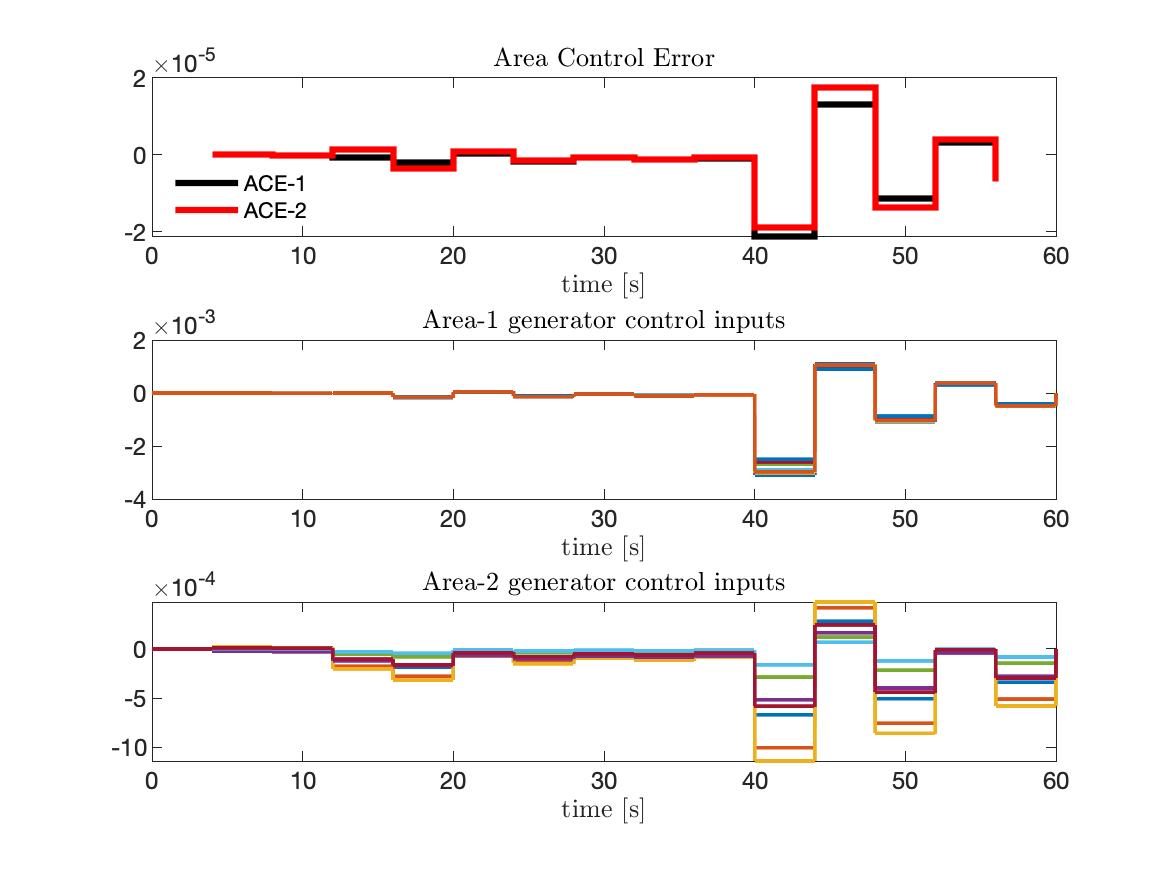 Area Control Error
×10-5
2
0
-2
ACE-1
ACE-2
0 10 20 30 40 50 60
time [s]
Area-1 generator control inputs
×10-3
2
0
-2
-4
0 10 20 30 40 50 60
time [s]
Area-2 generator control inputs
×10-4
0
-5
-10
0 10 20 30 40 50 60
time [s]